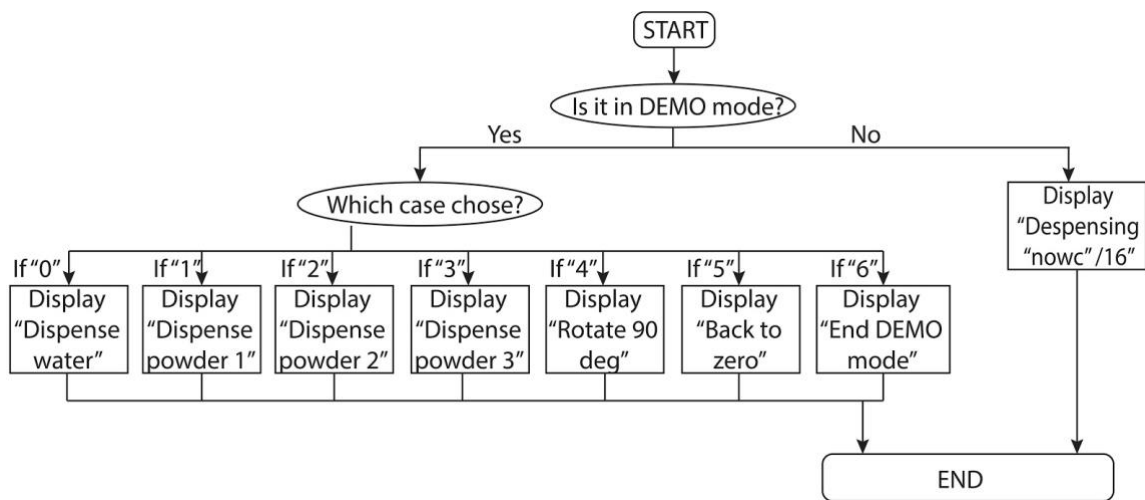 START
Is it in DEMO mode?
Yes
No
Which case chose?
Display
“Despensing
“nowc” /16”
If “0”
If “1”
If “2”
If “3”
If “4”
If “5”
If “6”
Display
“Dispense
water”
Display
“Dispense
powder 1”
Display
“Dispense
powder 2”
Display
“Dispense
powder 3”
Display
“Rotate 90
deg”
Display
“Back to
zero”
Display
“End DEMO
mode”
END